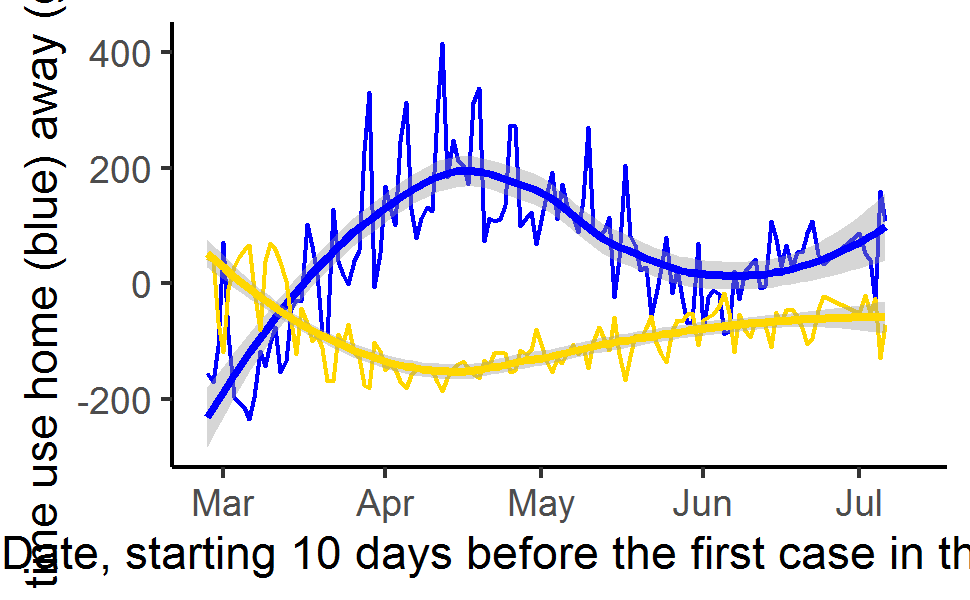 time use home (blue) away (
400
200
0
-200
Mar Apr May Jun Jul
Date, starting 10 days before the first case in th